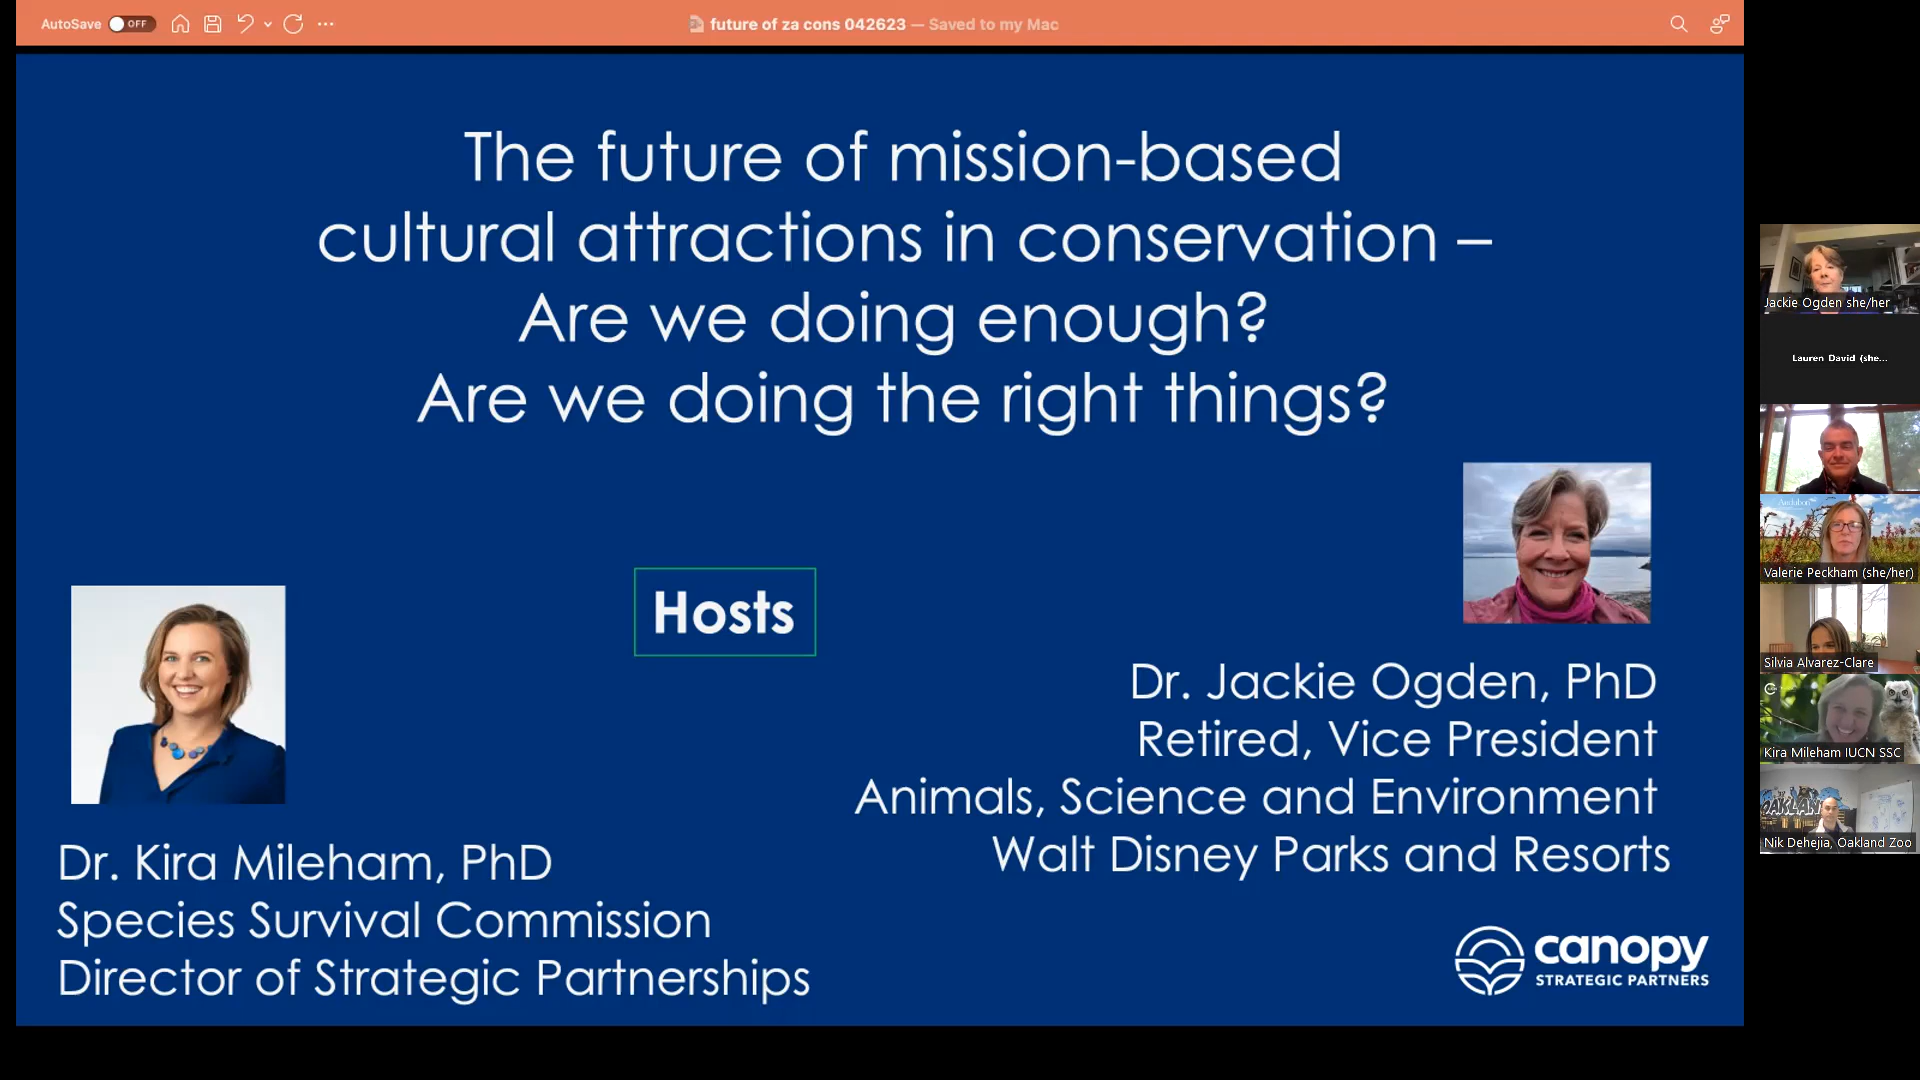 AutoSave OFF
future of za cons 042623 — Saved to my Mac
The future of mission-based
cultural attractions in conservation –
Are we doing enough?
Are we doing the right things?
Hosts
Dr. Jackie Ogden, PhD
Retired, Vice President
Animals, Science and Environment
Walt Disney Parks and Resorts
Dr. Kira Mileham, PhD
Species Survival Commission
Director of Strategic Partnerships
canopy
STRATEGIC PARTNERS
Jackie Ogden she/her
Lauren David (she...
Audubon
Valerie Peckham (she/her)
Silvia Alvarez-Clare
Kira Mileham IUCN SSC
OAKLAN
Nik Dehejia, Oakland Zoo